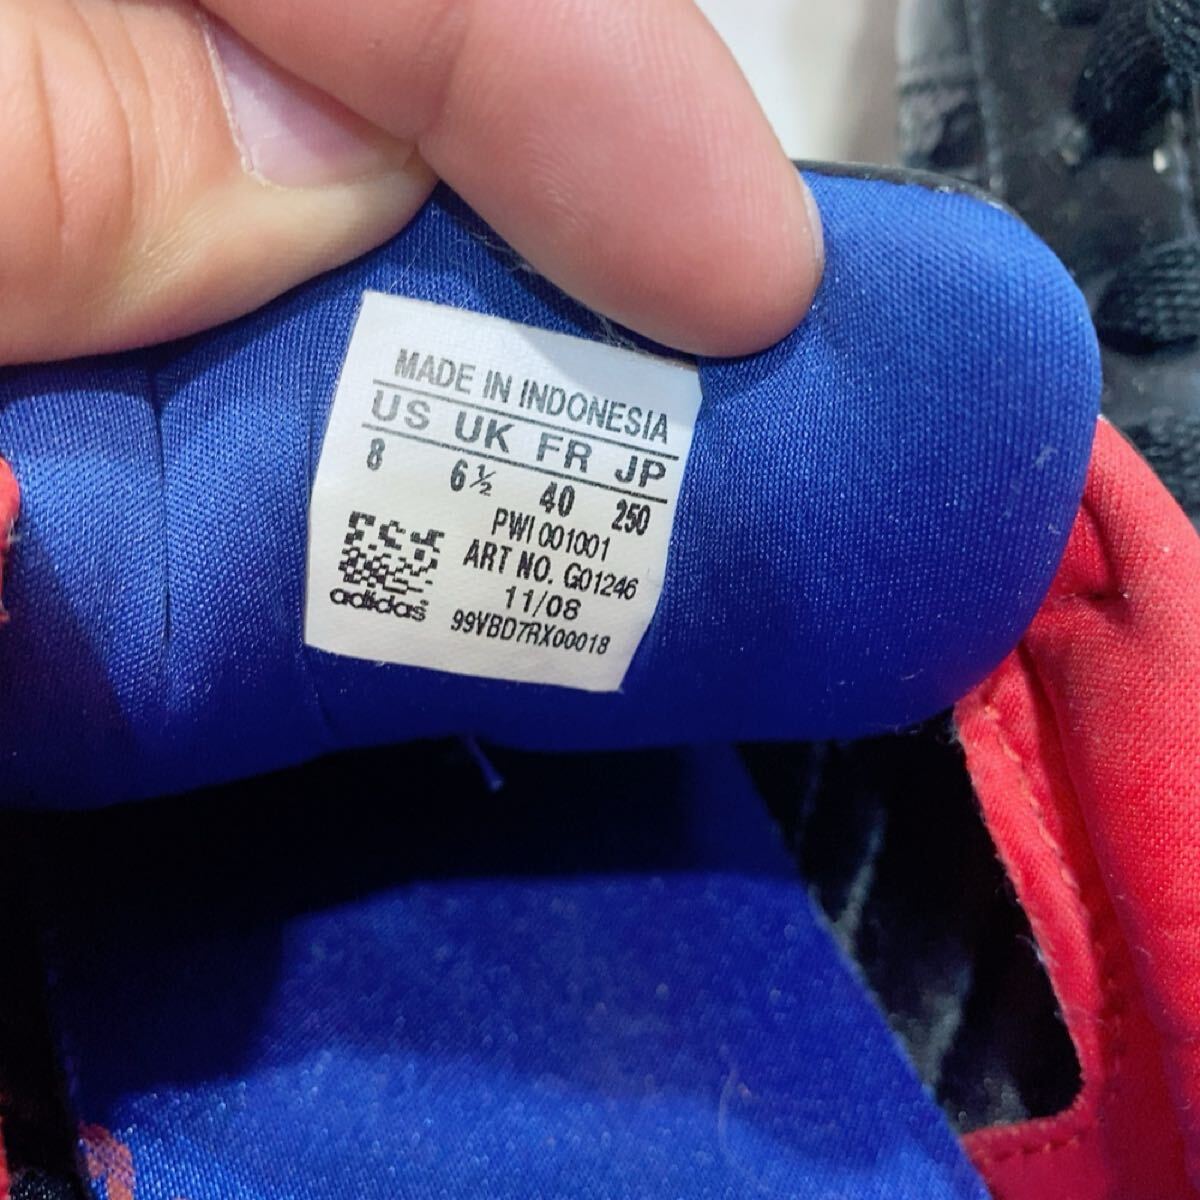 MADE IN INDONESIA
US UK FR JP
8 6½ 40 250
PWI 001001
ART NO. G01246
11/08
adidas
99VBD7RX00018